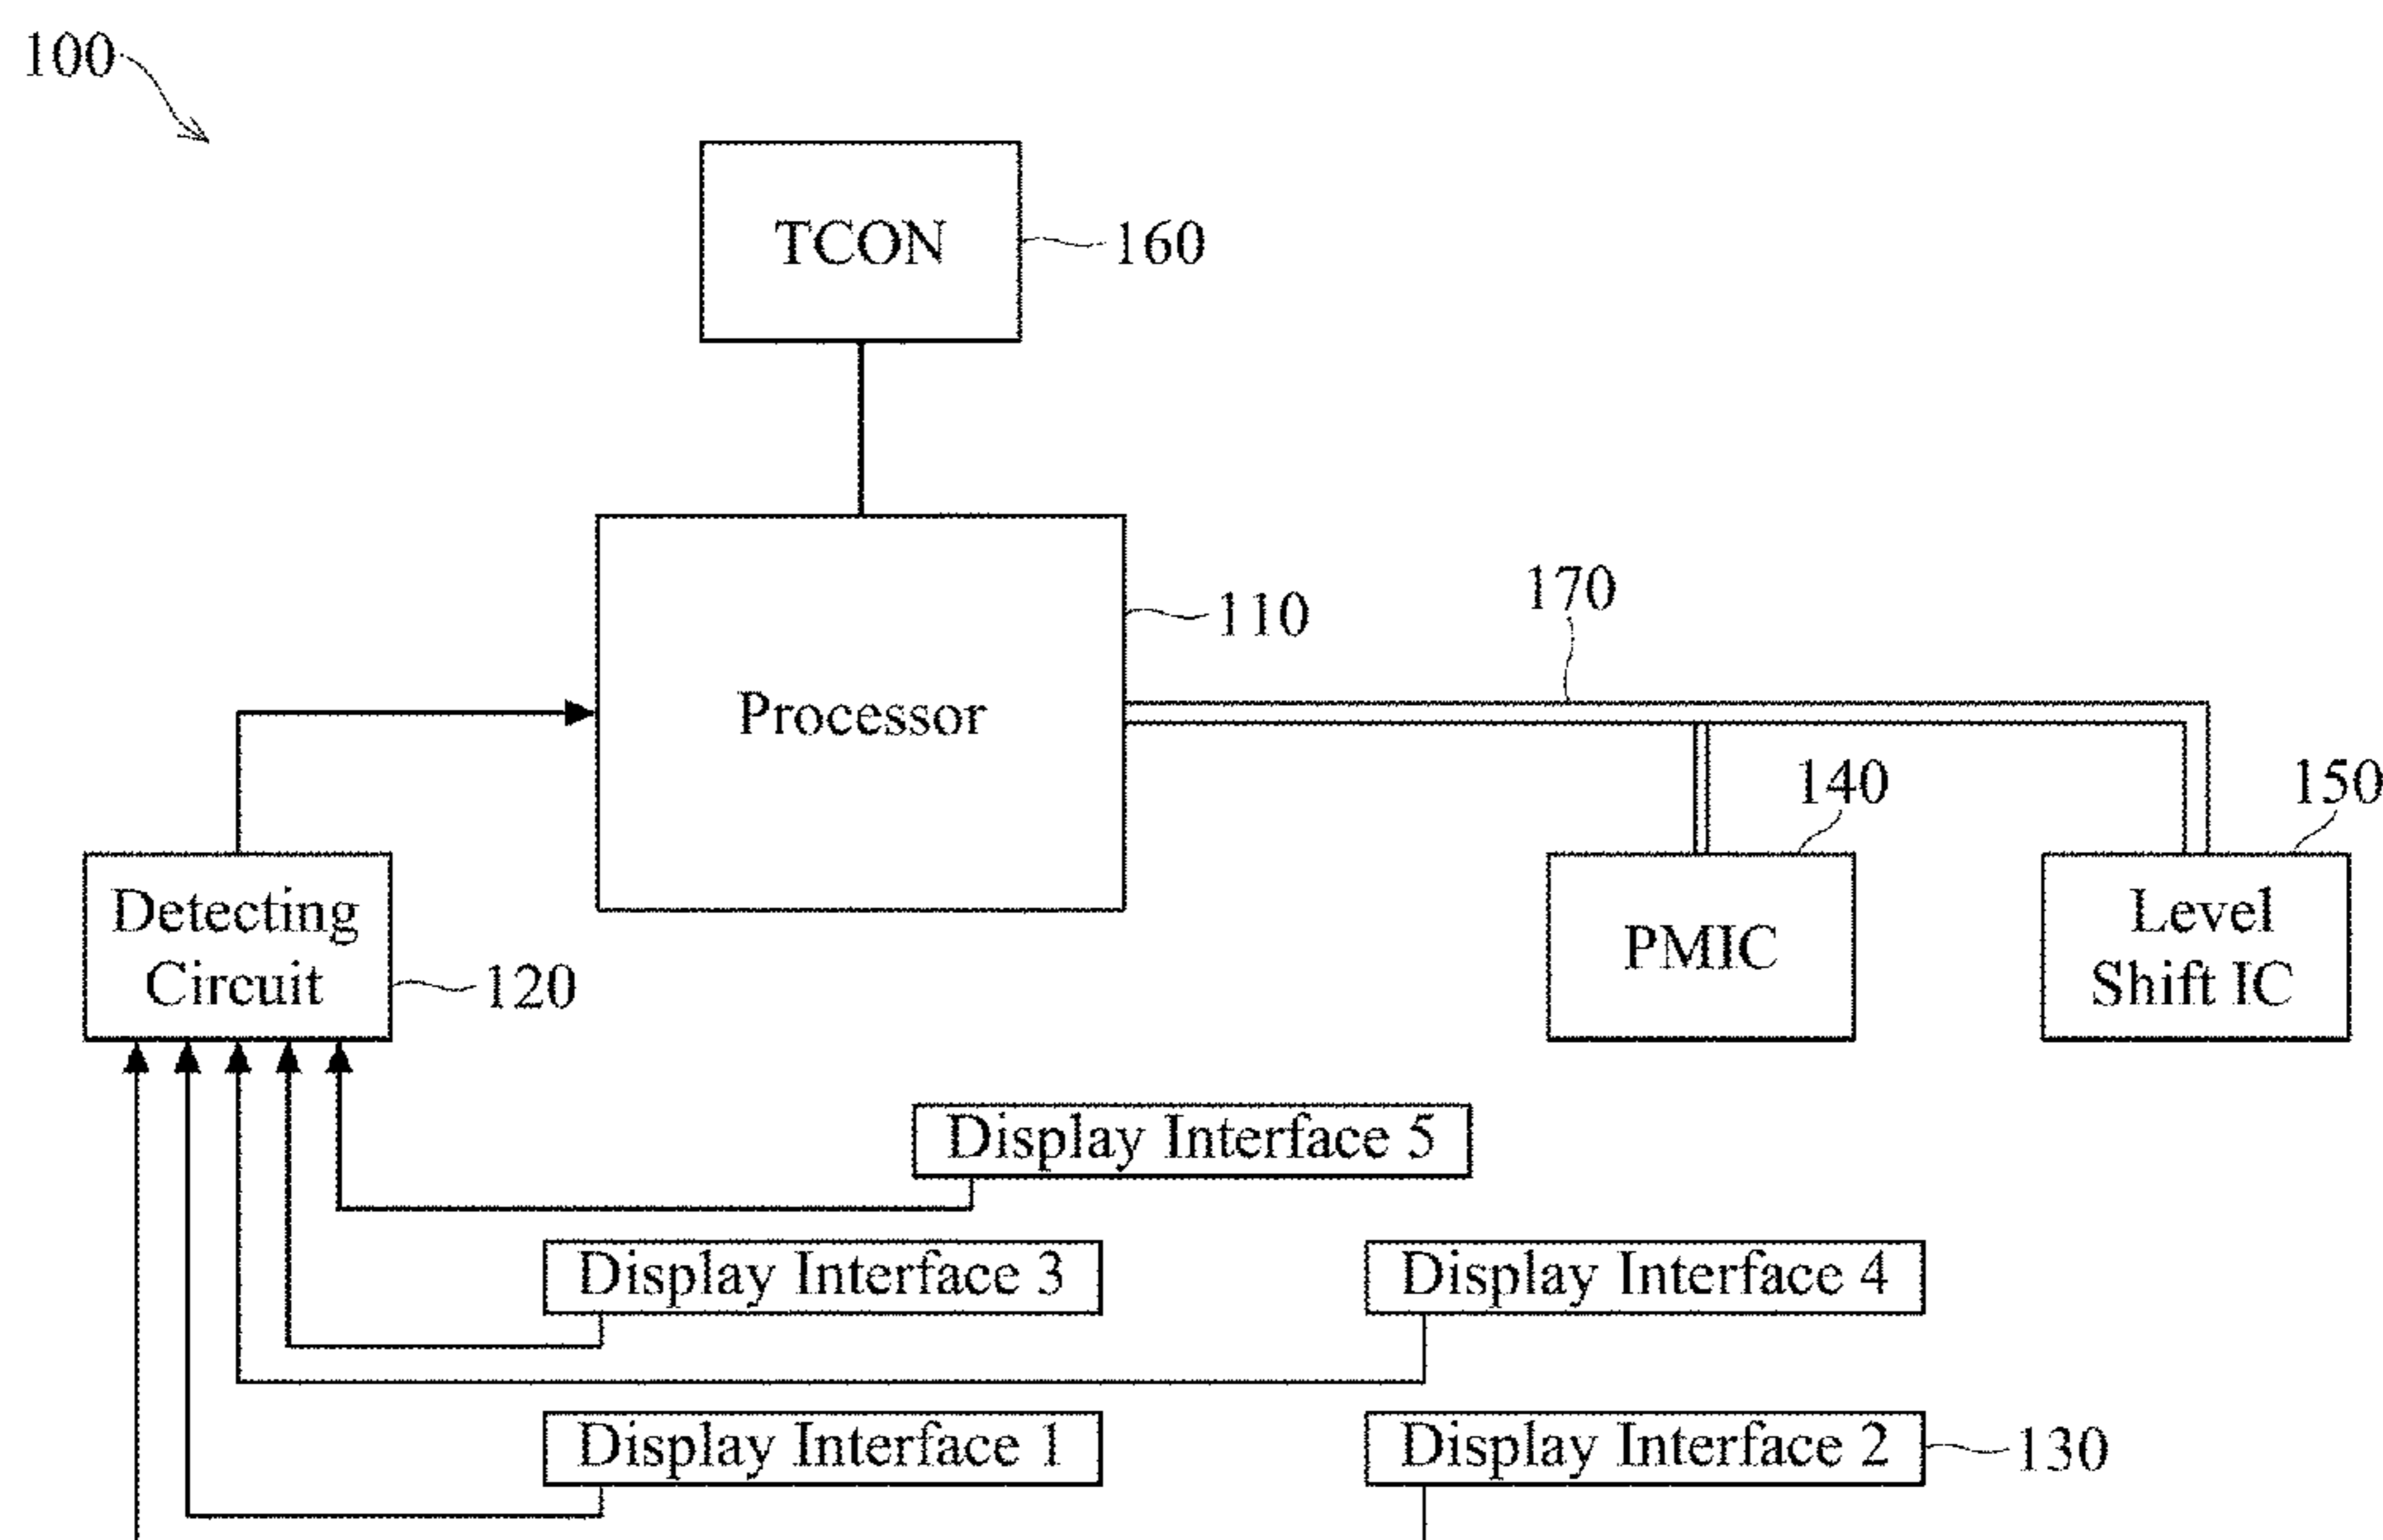 100
TCON
160
170
110
Processor
140
150
Detecting
Circuit
120
PMIC
Level
Shift IC
Display Interface 5
Display Interface 3
Display Interface 4
Display Interface 1
Display Interface 2
130